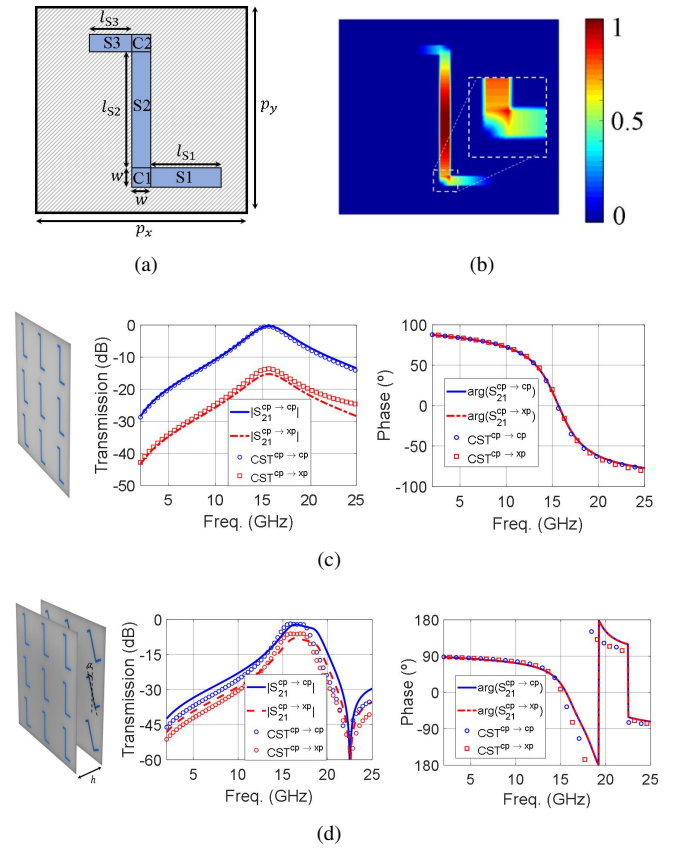 l_S3
S3 C2
l_S2 S2 p_y
l_S1
w C1 S1
w
p_x
(a)
1
0.5
0
(b)
0
-10
-20
-30
-40
-50
5 10 15 20 25
Transmission (dB)
Freq. (GHz)
|S_21^{cp → cp}|
|S_21^{cp → xp}|
CST^{cp → cp}
CST^{cp → xp}
100
50
0
-50
-100
5 10 15 20 25
Phase (º)
Freq. (GHz)
arg(S_21^{cp → cp})
arg(S_21^{cp → xp})
CST^{cp → cp}
CST^{cp → xp}
(c)
h
0
-15
-30
-45
-60
5 10 15 20 25
Transmission (dB)
Freq. (GHz)
|S_21^{cp → cp}|
|S_21^{cp → xp}|
CST^{cp → cp}
CST^{cp → xp}
180
90
0
-90
-180
5 10 15 20 25
Phase (º)
Freq. (GHz)
arg(S_21^{cp → cp})
arg(S_21^{cp → xp})
CST^{cp → cp}
CST^{cp → xp}
(d)